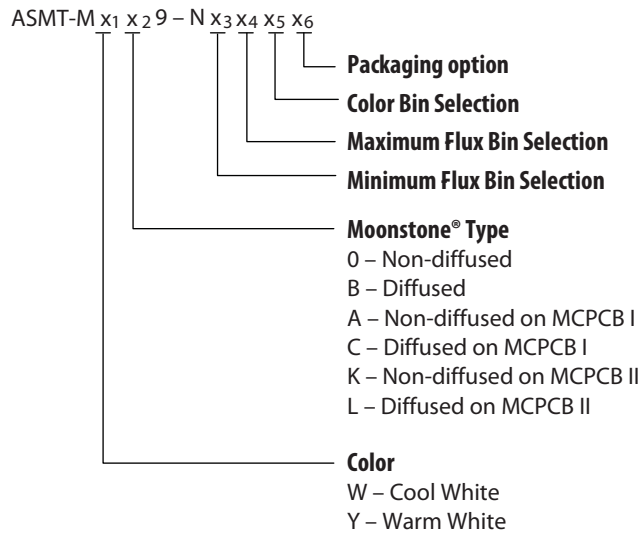 ASMT-M x1 x2 9 – N x3 x4 x5 x6
Packaging option
Color Bin Selection
Maximum Flux Bin Selection
Minimum Flux Bin Selection
Moonstone® Type
0 – Non-diffused
B – Diffused
A – Non-diffused on MCPCB I
C – Diffused on MCPCB I
K – Non-diffused on MCPCB II
L – Diffused on MCPCB II
Color
W – Cool White
Y – Warm White